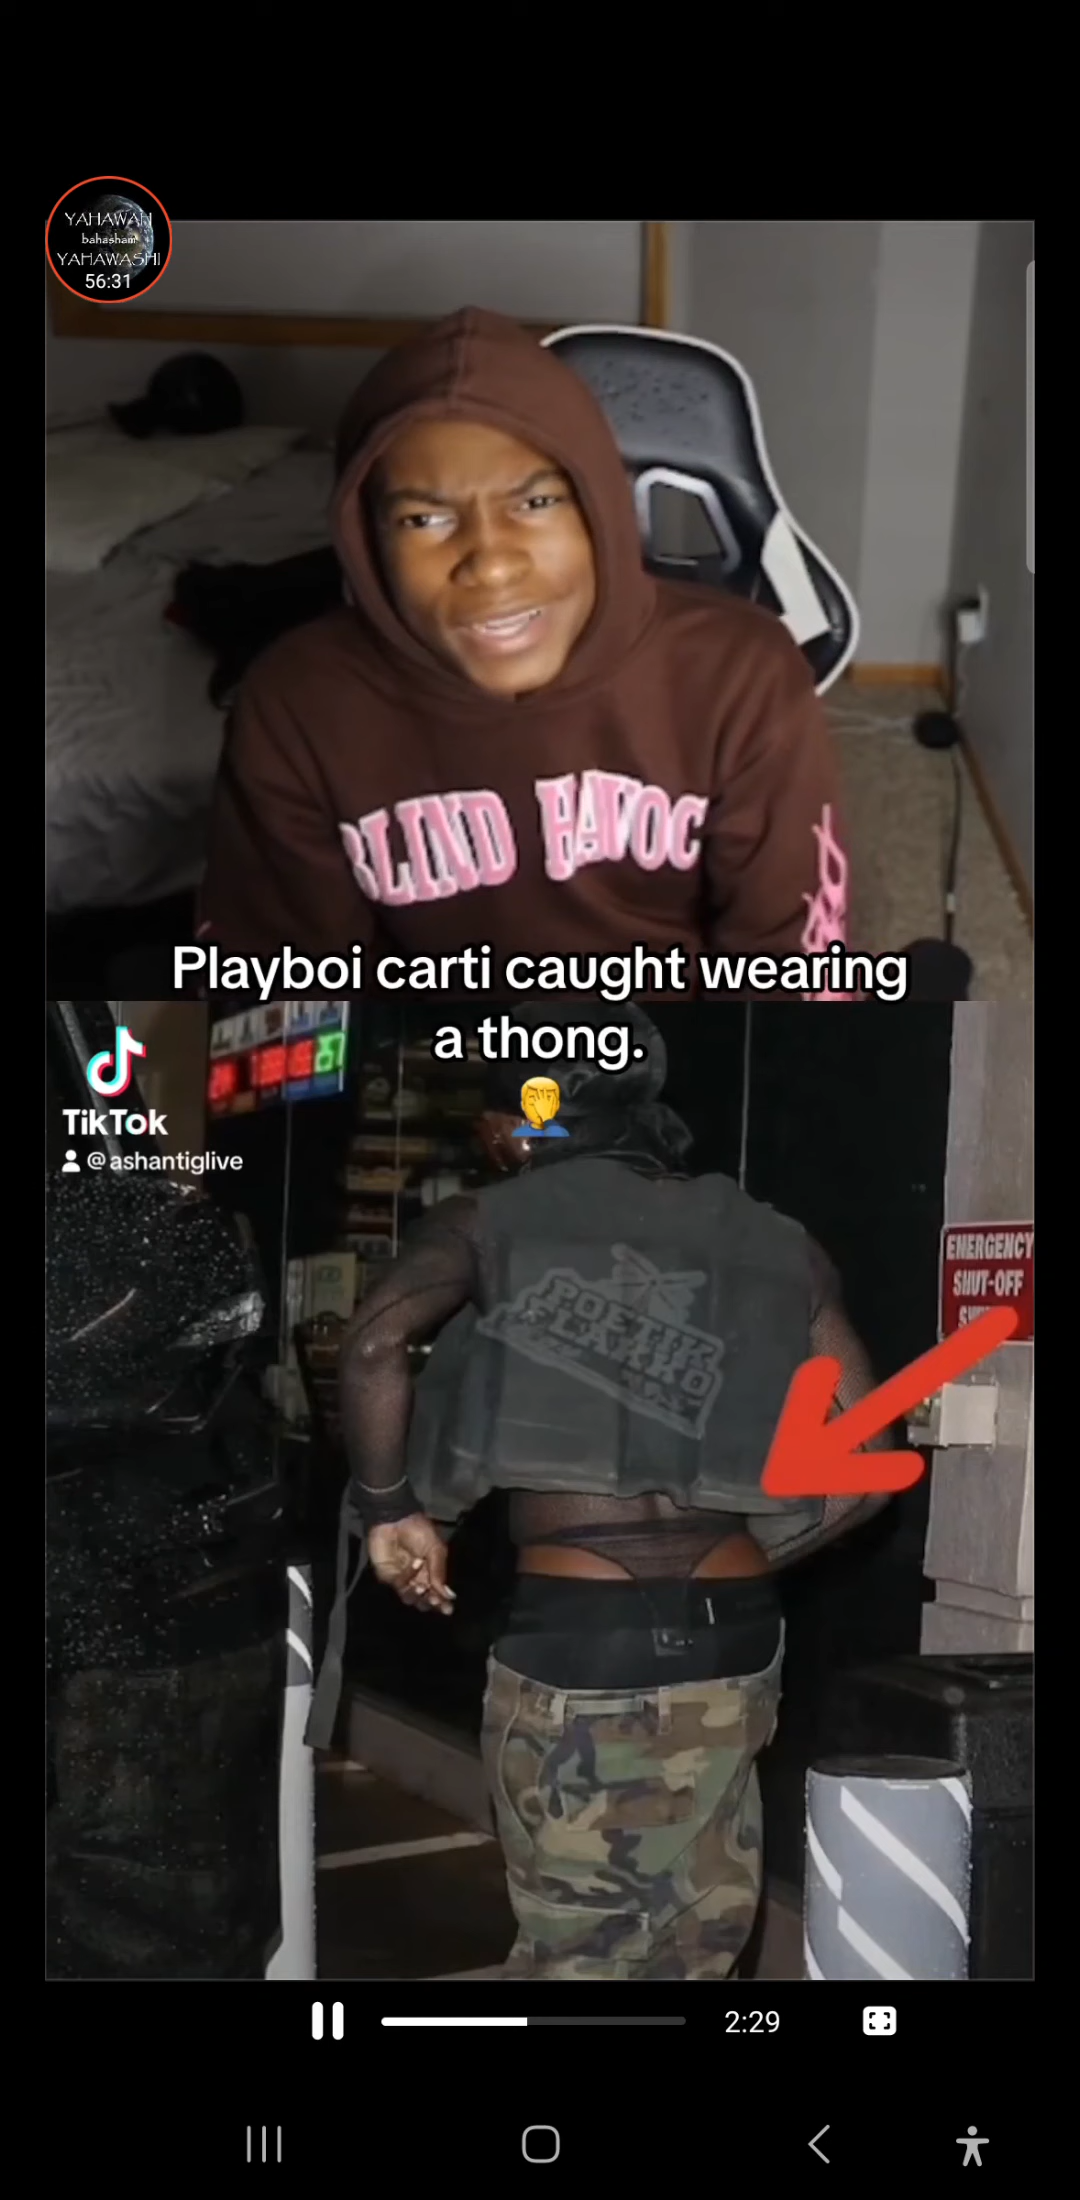 YAHAWAH
bahasham
YAHAWASHI
56:31
BLIND HAVOC
Playboi carti caught wearing
a thong.
TikTok
@ashantiglive
EMERGENCY
SHUT-OFF
POETIK
FLAKKO
2:29